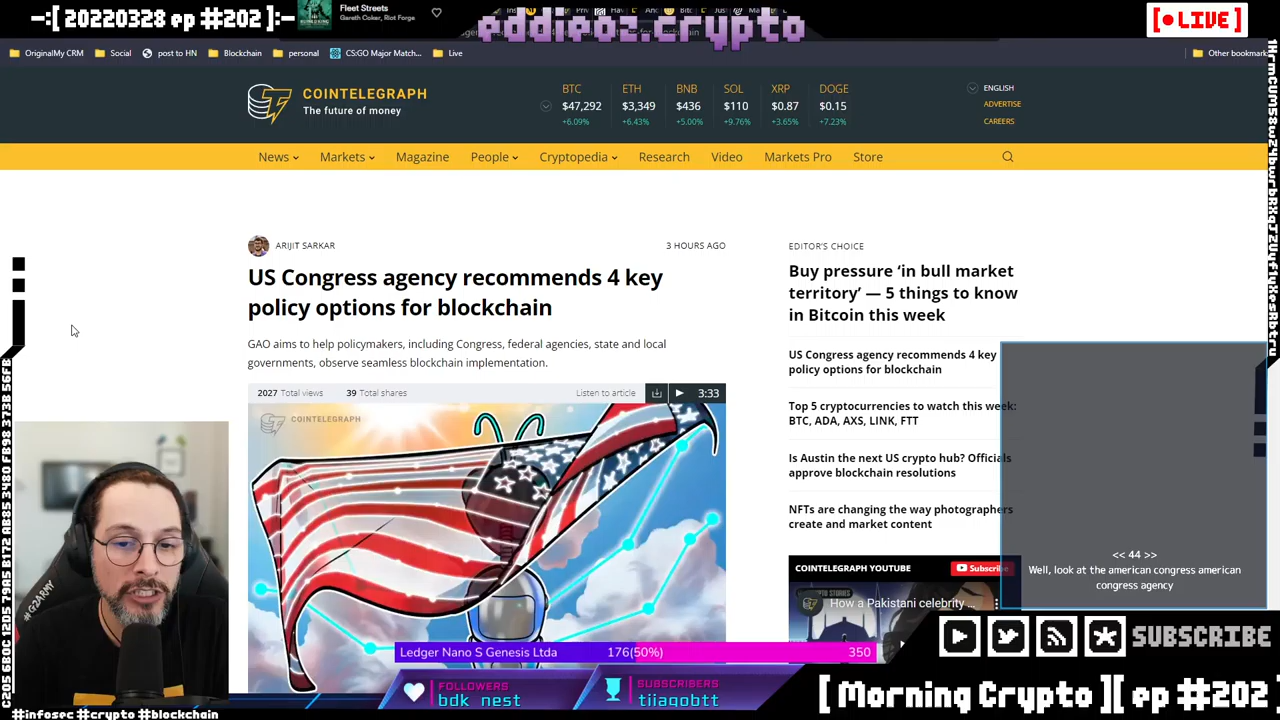 -:[ 20220328 ep #202 ]:-
Fleet Streets
Gareth Coker, Riot Forge
eddieoz.crypto
[●LIVE]
OriginalMy CRM
Social
post to HN
Blockchain
personal
CS:GO Major Match...
Live
Other bookmark
COINTELEGRAPH
The future of money
BTC ETH BNB SOL XRP DOGE
$47,292 $3,349 $436 $110 $0.87 $0.15
+6.09% +6.43% +5.00% +9.76% +3.65% +7.23%
ENGLISH
ADVERTISE
CAREERS
News Markets Magazine People Cryptopedia Research Video Markets Pro Store
ARIJIT SARKAR
3 HOURS AGO
US Congress agency recommends 4 key
policy options for blockchain
GAO aims to help policymakers, including Congress, federal agencies, state and local
governments, observe seamless blockchain implementation.
2027 Total views 39 Total shares Listen to article 3:33
COINTELEGRAPH
EDITOR'S CHOICE
Buy pressure ‘in bull market
territory’ — 5 things to know
in Bitcoin this week
US Congress agency recommends 4 key
policy options for blockchain
Top 5 cryptocurrencies to watch this week:
BTC, ADA, AXS, LINK, FTT
Is Austin the next US crypto hub? Officials
approve blockchain resolutions
NFTs are changing the way photographers
create and market content
COINTELEGRAPH YOUTUBE
Subscribe
How a Pakistani celebrity ...
<< 44 >>
Well, look at the american congress american
congress agency
#G2ARMY
Ledger Nano S Genesis Ltda 176(50%) 350
FOLLOWERS
bdk_nest
SUBSCRIBERS
tiiagobtt
SUBSCRIBE
[ Morning Crypto ][ ep #202 ]
#infosec #crypto #blockchain